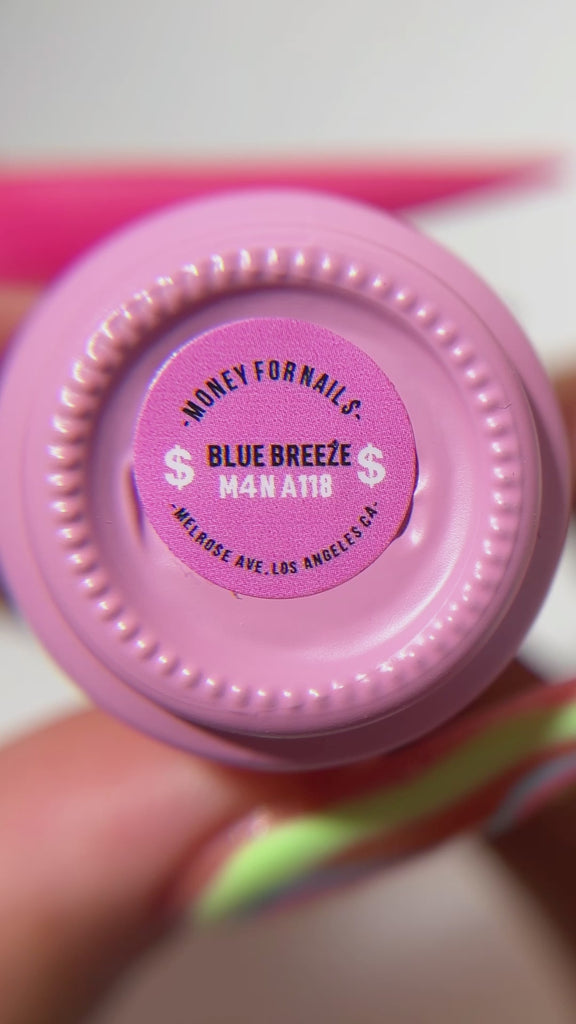 -MONEY FOR NAILS-
$ BLUE BREEZE $
M4N A118
-MELROSE AVE. LOS ANGELES CA-